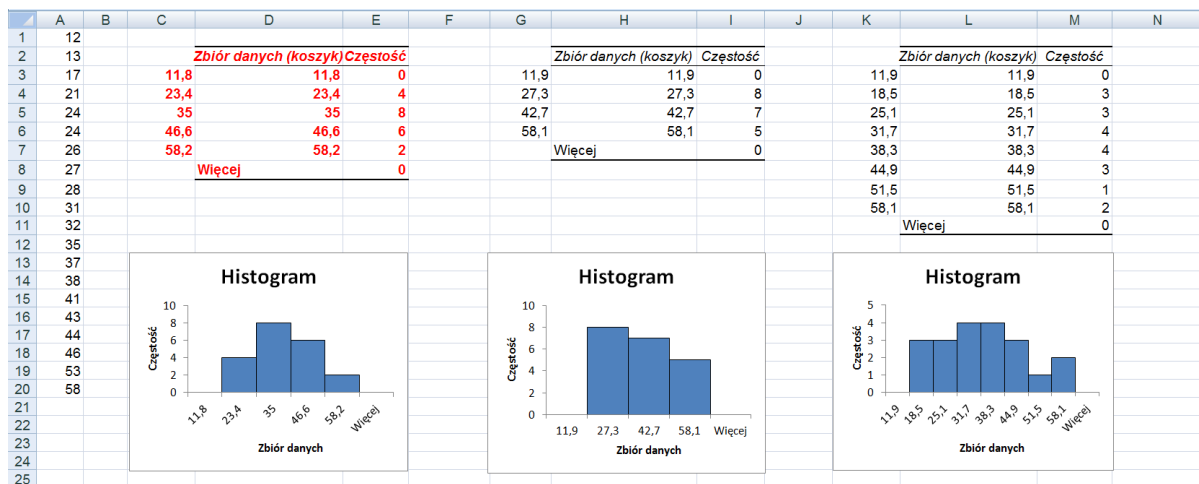 A B C D E F G H I J K L M N
1 12
2 13 Zbiór danych (koszyk) Częstość Zbiór danych (koszyk) Częstość Zbiór danych (koszyk) Częstość
3 17 11,8 11,8 0 11,9 11,9 0 11,9 11,9 0
4 21 23,4 23,4 4 27,3 27,3 8 18,5 18,5 3
5 24 35 35 8 42,7 42,7 7 25,1 25,1 3
6 24 46,6 46,6 6 58,1 58,1 5 31,7 31,7 4
7 26 58,2 58,2 2 Więcej 0 38,3 38,3 4
8 27 Więcej 0 44,9 44,9 3
9 28 51,5 51,5 1
10 31 58,1 58,1 2
11 32 Więcej 0
12 35
13 37
14 38
15 41
16 43
17 44
18 46
19 53
20 58
21
22
23
24
25
Histogram
Częstość
10
8
6
4
2
0
11,8 23,4 35 46,6 58,2 Więcej
Zbiór danych
Histogram
Częstość
10
8
6
4
2
0
11,9 27,3 42,7 58,1 Więcej
Zbiór danych
Histogram
Częstość
5
4
3
2
1
0
11,9 18,5 25,1 31,7 38,3 44,9 51,5 58,1 Więcej
Zbiór danych